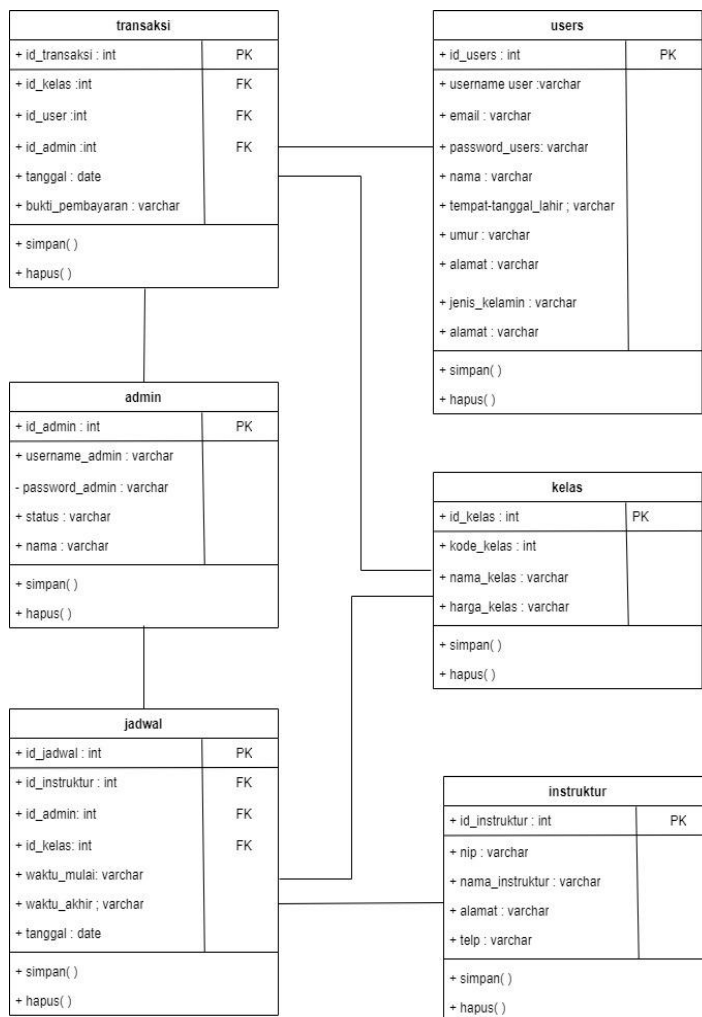 transaksi
+ id_transaksi : int PK
+ id_kelas :int FK
+ id_user :int FK
+ id_admin :int FK
+ tanggal : date
+ bukti_pembayaran : varchar
+ simpan( )
+ hapus( )
users
+ id_users : int PK
+ username user :varchar
+ email : varchar
+ password_users: varchar
+ nama : varchar
+ tempat-tanggal_lahir ; varchar
+ umur : varchar
+ alamat : varchar
+ jenis_kelamin : varchar
+ alamat : varchar
+ simpan( )
+ hapus( )
admin
+ id_admin : int PK
+ username_admin : varchar
- password_admin : varchar
+ status : varchar
+ nama : varchar
+ simpan( )
+ hapus( )
kelas
+ id_kelas : int PK
+ kode_kelas : int
+ nama_kelas : varchar
+ harga_kelas : varchar
+ simpan( )
+ hapus( )
jadwal
+ id_jadwal : int PK
+ id_instruktur : int FK
+ id_admin: int FK
+ id_kelas: int FK
+ waktu_mulai: varchar
+ waktu_akhir ; varchar
+ tanggal : date
+ simpan( )
+ hapus( )
instruktur
+ id_instruktur : int PK
+ nip : varchar
+ nama_instruktur : varchar
+ alamat : varchar
+ telp : varchar
+ simpan( )
+ hapus( )